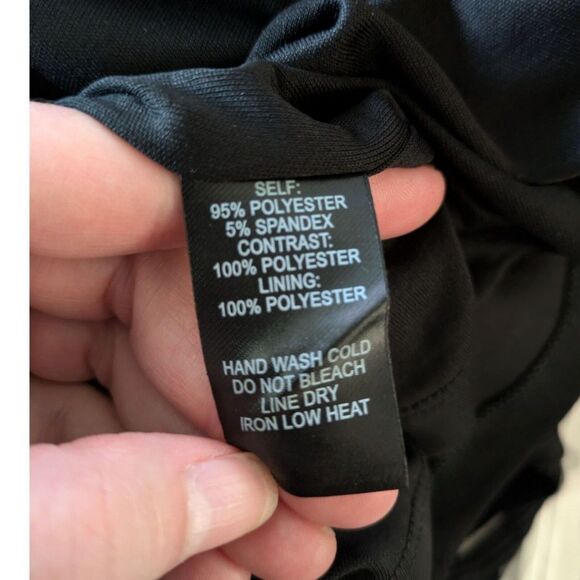 SELF:
95% POLYESTER
5% SPANDEX
CONTRAST:
100% POLYESTER
LINING:
100% POLYESTER
HAND WASH COLD
DO NOT BLEACH
LINE DRY
IRON LOW HEAT